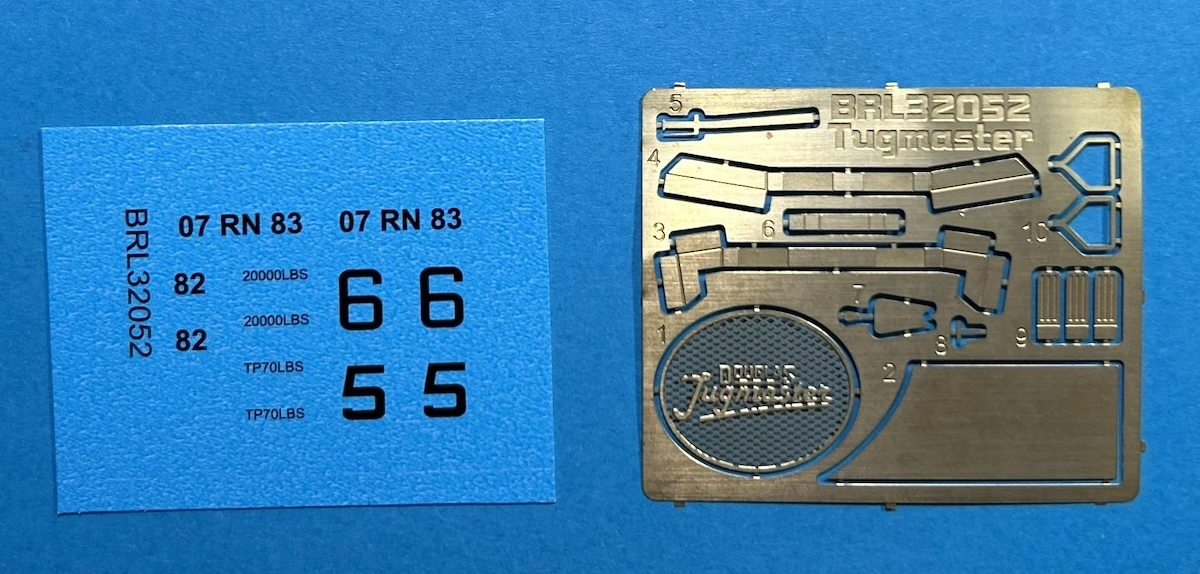 BRL32052
07 RN 83 07 RN 83
82 20000LBS 6 6
20000LBS
82
TP70LBS 5 5
TP70LBS
BRL32052
Tugmaster
5
4
6
3
10
7
1
8
9
2
DOUGLAS
Tugmaster